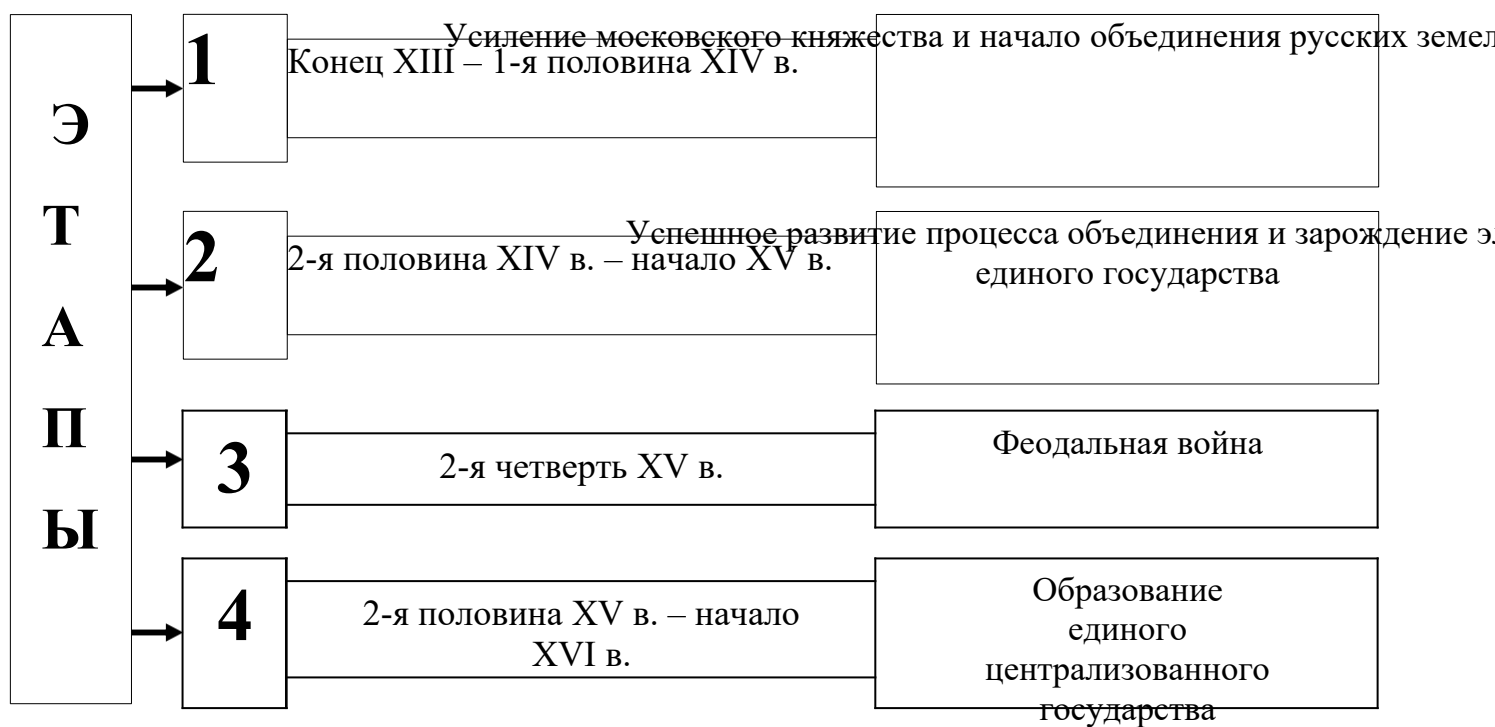 ЭТАПЫ
1
Усиление московского княжества и начало объединения русских
Конец XIII – 1-я половина XIV в.
2
Успешное развитие процесса объединения и зарождение
2-я половина XIV в. – начало XV в.
единого государства
3
2-я четверть XV в.
Феодальная война
4
2-я половина XV в. – начало
XVI в.
Образование
единого
централизованного
государства